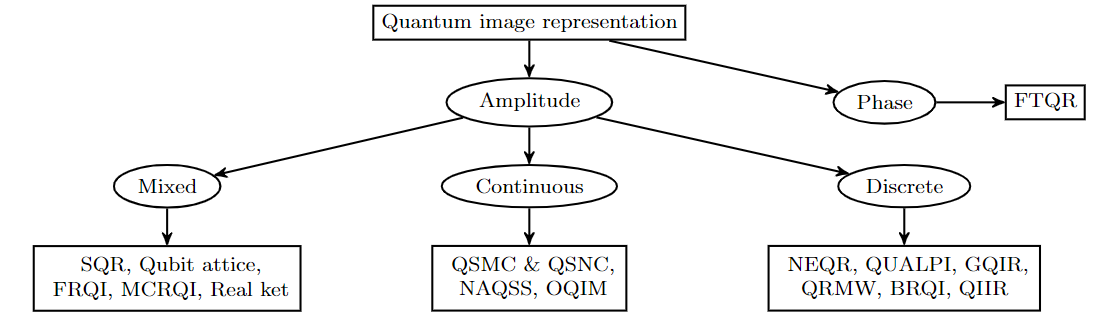 Quantum image representation
Amplitude
Phase
FTQR
Mixed
Continuous
Discrete
SQR, Qubit attice,
FRQI, MCRQI, Real ket
QSMC & QSNC,
NAQSS, OQIM
NEQR, QUALPI, GQIR,
QRMW, BRQI, QIIR